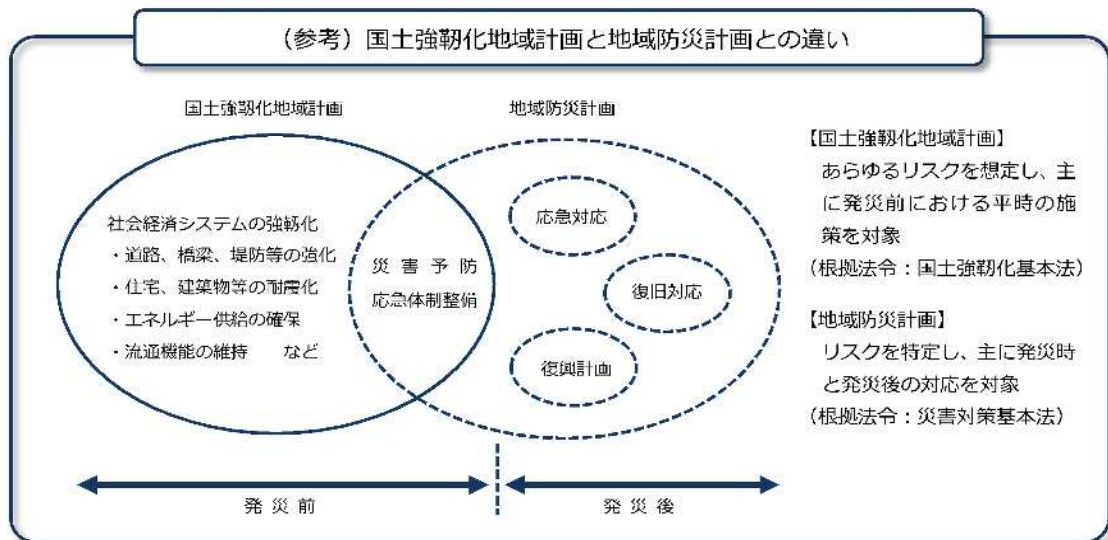 (参考)国土強靱化地域計画と地域防災計画との違い
国土強靱化地域計画
地域防災計画
社会経済システムの強靱化
・道路、橋梁、堤防等の強化
・住宅、建築物等の耐震化
・エネルギー供給の確保
・流通機能の維持 など
災害予防
応急体制整備
応急対応
復旧対応
復興計画
【国土強靱化地域計画】
あらゆるリスクを想定し、主
に発災前における平時の施
策を対象
(根拠法令:国土強靱化基本法)
【地域防災計画】
リスクを特定し、主に発災時
と発災後の対応を対象
(根拠法令:災害対策基本法)
発災前
発災後